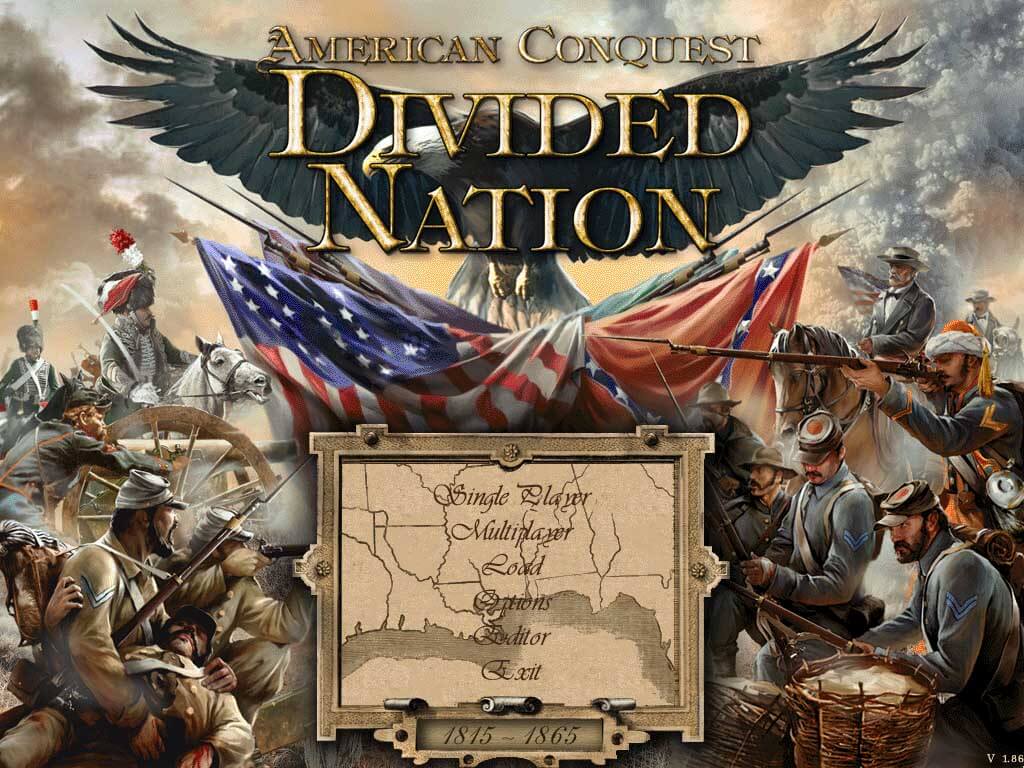 AMERICAN CONQUEST
DIVIDED
NATION
Single Player
Multiplayer
Load
Options
Editor
Exit
1815 ~ 1865
V 1.86